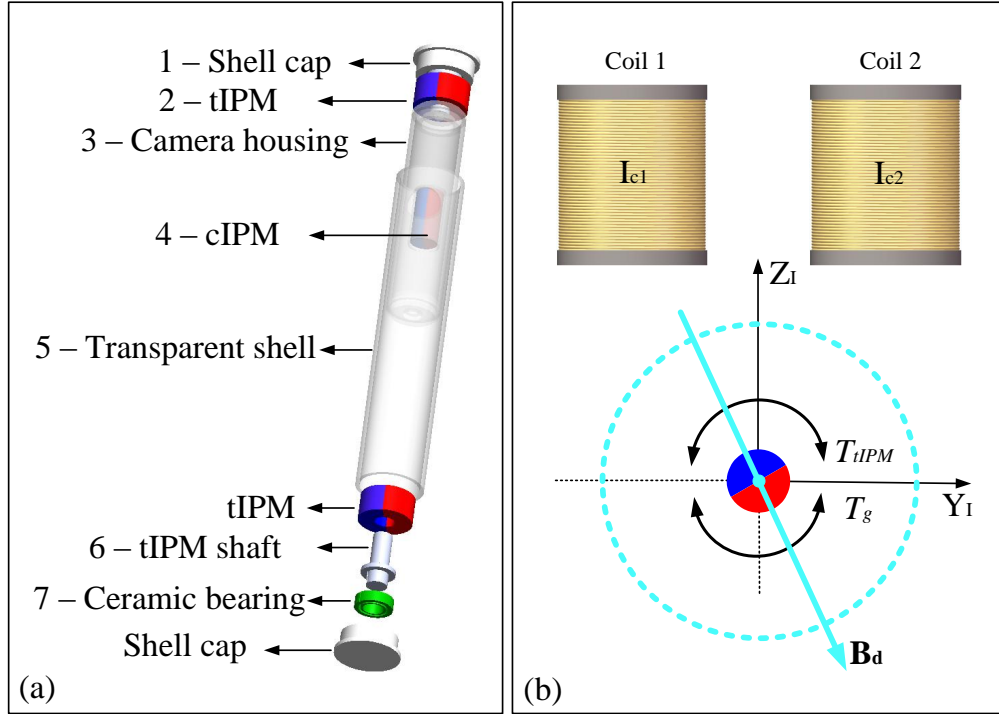 1 – Shell cap
2 – tIPM
3 – Camera housing
4 – cIPM
5 – Transparent shell
tIPM
6 – tIPM shaft
7 – Ceramic bearing
Shell cap
(a)
Coil 1
Coil 2
Ic1
Ic2
ZI
TtIPM
Tg
YI
Bd
(b)